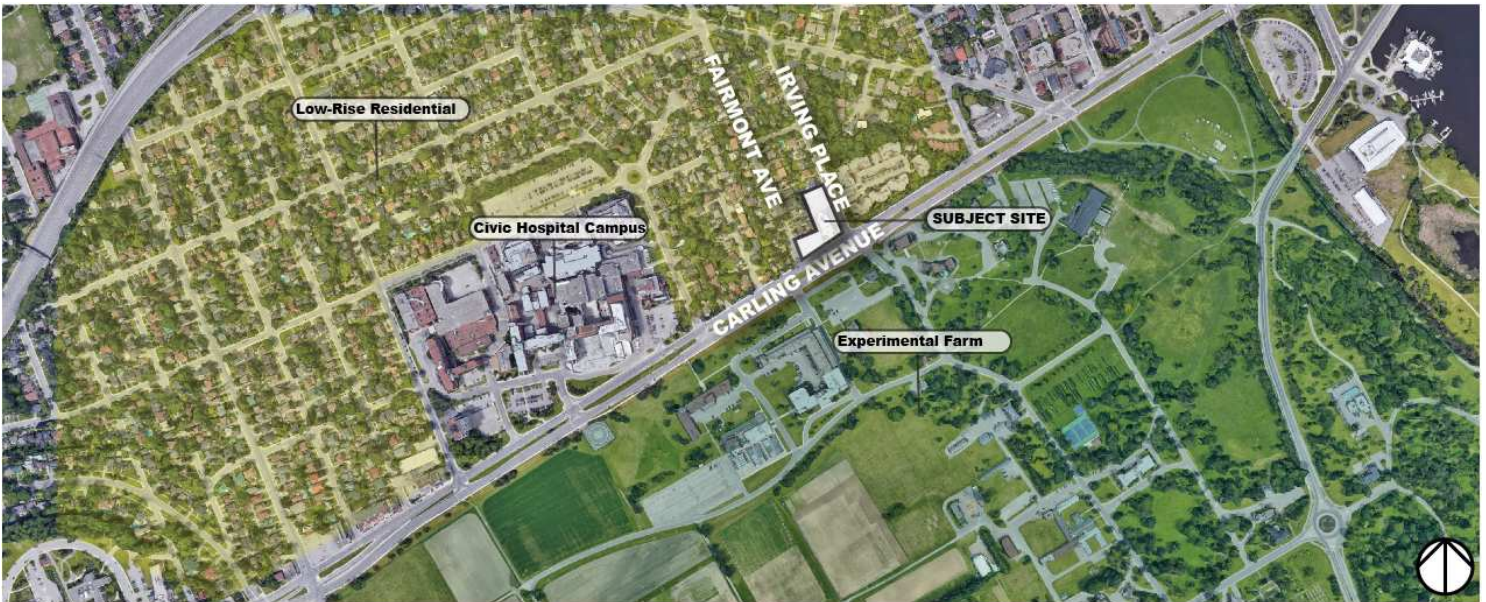 FAIRMONT AVE
IRVING PLACE
Low-Rise Residential
Civic Hospital Campus
SUBJECT SITE
CARLING AVENUE
Experimental Farm